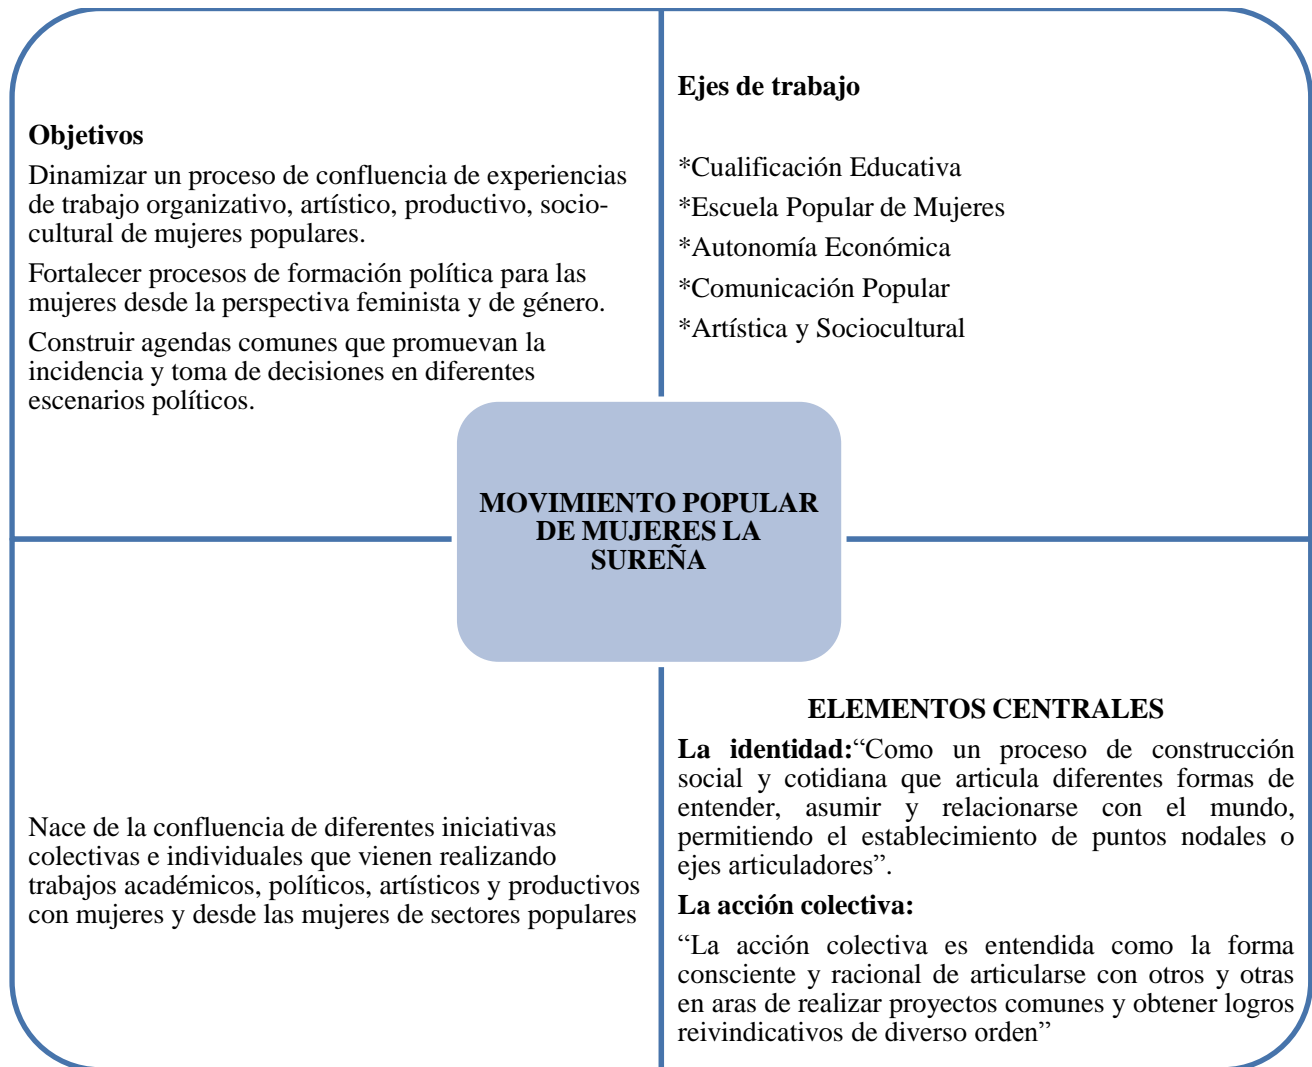 Objetivos
Dinamizar un proceso de confluencia de experiencias
de trabajo organizativo, artístico, productivo, socio-
cultural de mujeres populares.
Fortalecer procesos de formación política para las
mujeres desde la perspectiva feminista y de género.
Construir agendas comunes que promuevan la
incidencia y toma de decisiones en diferentes
escenarios políticos.
Ejes de trabajo
*Cualificación Educativa
*Escuela Popular de Mujeres
*Autonomía Económica
*Comunicación Popular
*Artística y Sociocultural
MOVIMIENTO POPULAR
DE MUJERES LA
SUREÑA
Nace de la confluencia de diferentes iniciativas
colectivas e individuales que vienen realizando
trabajos académicos, políticos, artísticos y productivos
con mujeres y desde las mujeres de sectores populares
ELEMENTOS CENTRALES
La identidad:“Como un proceso de construcción
social y cotidiana que articula diferentes formas de
entender, asumir y relacionarse con el mundo,
permitiendo el establecimiento de puntos nodales o
ejes articuladores”.
La acción colectiva:
“La acción colectiva es entendida como la forma
consciente y racional de articularse con otros y otras
en aras de realizar proyectos comunes y obtener logros
reivindicativos de diverso orden”